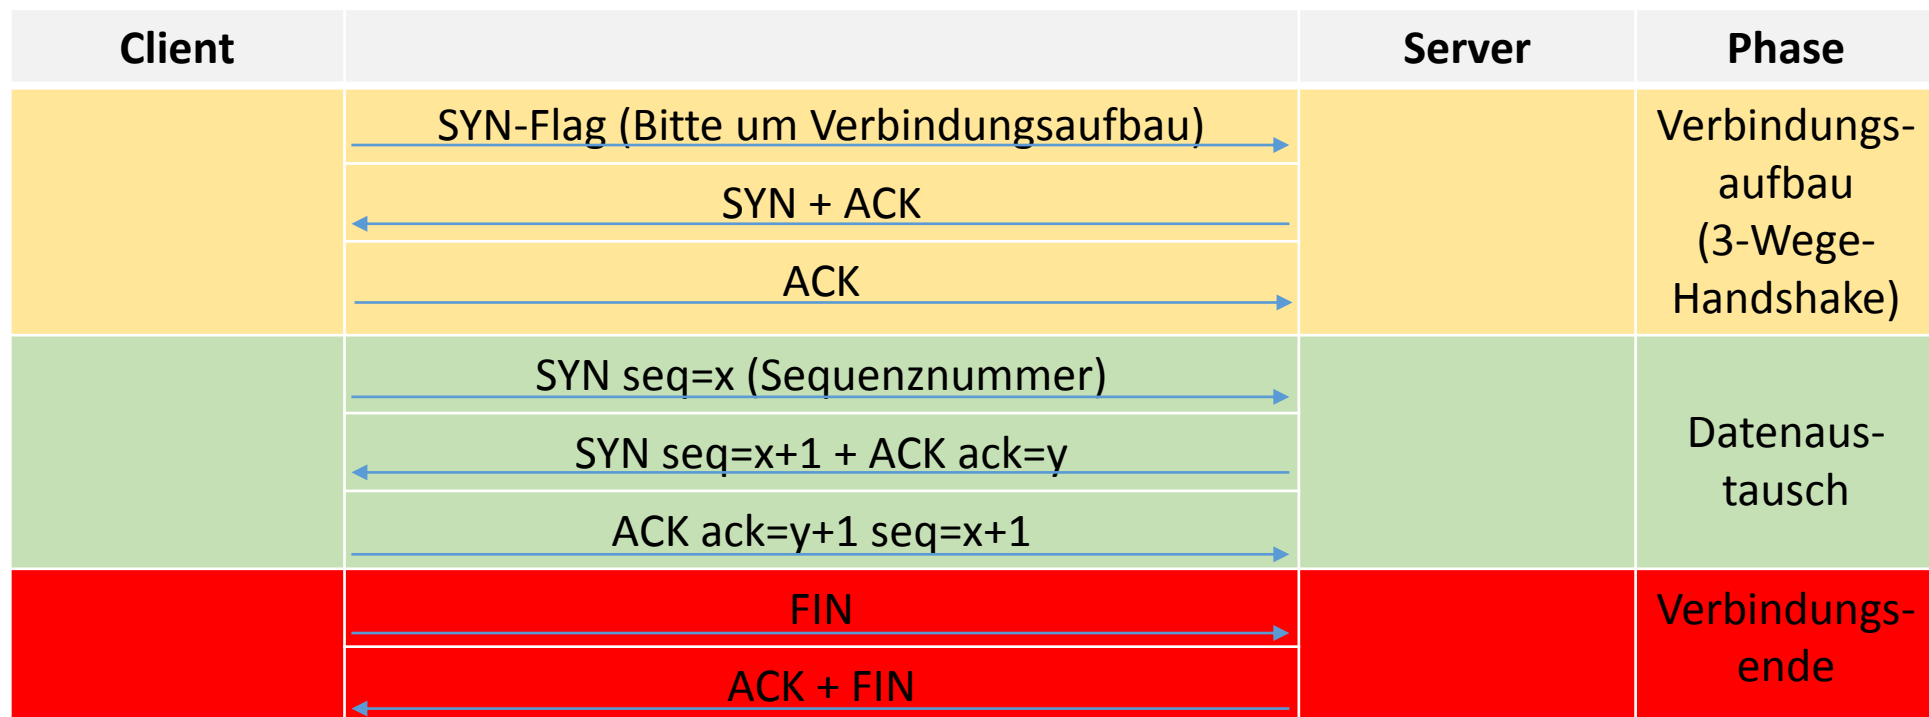 Client Server Phase
SYN-Flag (Bitte um Verbindungsaufbau)
SYN + ACK
ACK
Verbindungs-
aufbau
(3-Wege-
Handshake)
SYN seq=x (Sequenznummer)
SYN seq=x+1 + ACK ack=y
ACK ack=y+1 seq=x+1
Datenaus-
tausch
FIN
ACK + FIN
Verbindungs-
ende